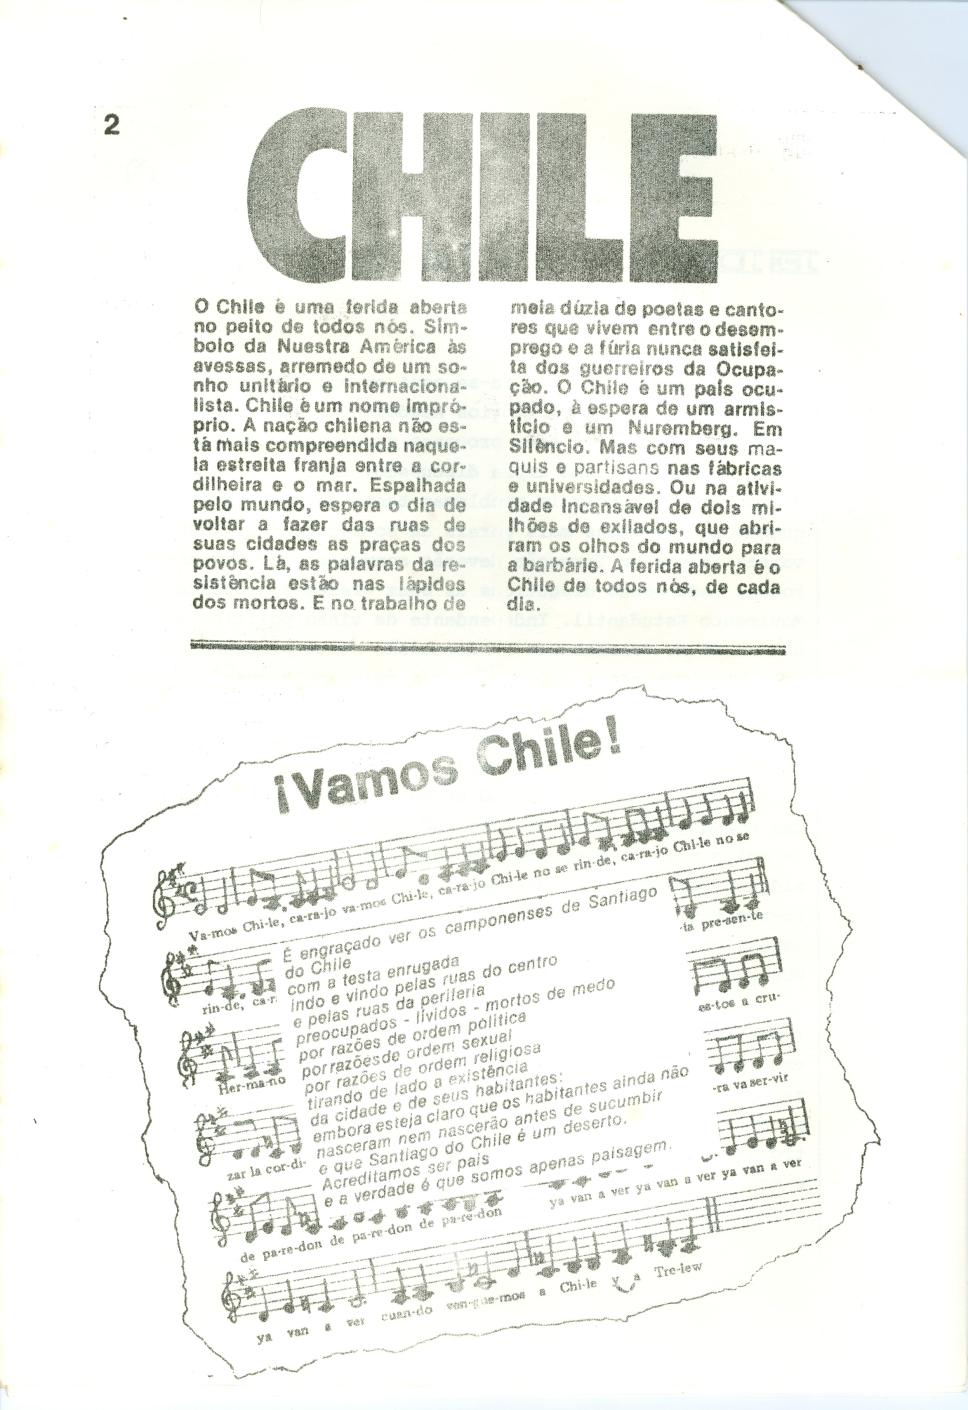 2
CHILE
O Chile é uma ferida aberta
no peito de todos nós. Sím-
bolo da Nuestra América às
avessas, arremedo de um so-
nho unitário e internaciona-
lista. Chile é um nome impró-
prio. A nação chilena não es-
tá mais compreendida naque-
la estreita franja entre a cor-
dilheira e o mar. Espalhada
pelo mundo, espera o dia de
voltar a fazer das ruas de
suas cidades as praças dos
povos. Lá, as palavras da re-
sistência estão nas lápides
dos mortos. E no trabalho de
meia dúzia de poetas e canto-
res que vivem entre o desem-
prego e a fúria nunca satisfei-
ta dos guerreiros da Ocupa-
ção. O Chile é um país ocu-
pado, à espera de um armis-
tício e um Nuremberg. Em
Silêncio. Mas com seus ma-
quis e partisans nas fábricas
e universidades. Ou na ativi-
dade incansável de dois mi-
lhões de exilados, que abri-
ram os olhos do mundo para
a barbárie. A ferida aberta é o
Chile de todos nós, de cada
dia.
¡Vamos Chile!
Va-mos Chi-le, ca-ra-jo va-mos Chi-le, ca-ra-jo Chi-le no se rin-de, ca-ra-jo Chi-le no se
rin-de, ca-r
-ta pre-sen-te
Her-ma-no
es-tos a cru-
zar la cor-di-
-ra va ser-vir
É engraçado ver os camponenses de Santiago
do Chile
com a testa enrugada
indo e vindo pelas ruas do centro
e pelas ruas da periferia
preocupados - lívidos - mortos de medo
por razões de ordem política
por razões de ordem sexual
por razões de ordem religiosa
tirando de lado a existência
da cidade e de seus habitantes:
embora esteja claro que os habitantes ainda não
nasceram nem nascerão antes de sucumbir
e que Santiago do Chile é um deserto.
Acreditamos ser país
e a verdade é que somos apenas paisagem.
de pa-re-don de pa-re-don de pa-re-don ya van a ver ya van a ver ya van a ver
ya van a ver cuan-do ven-gue-mos a Chi-le y a Tre-lew